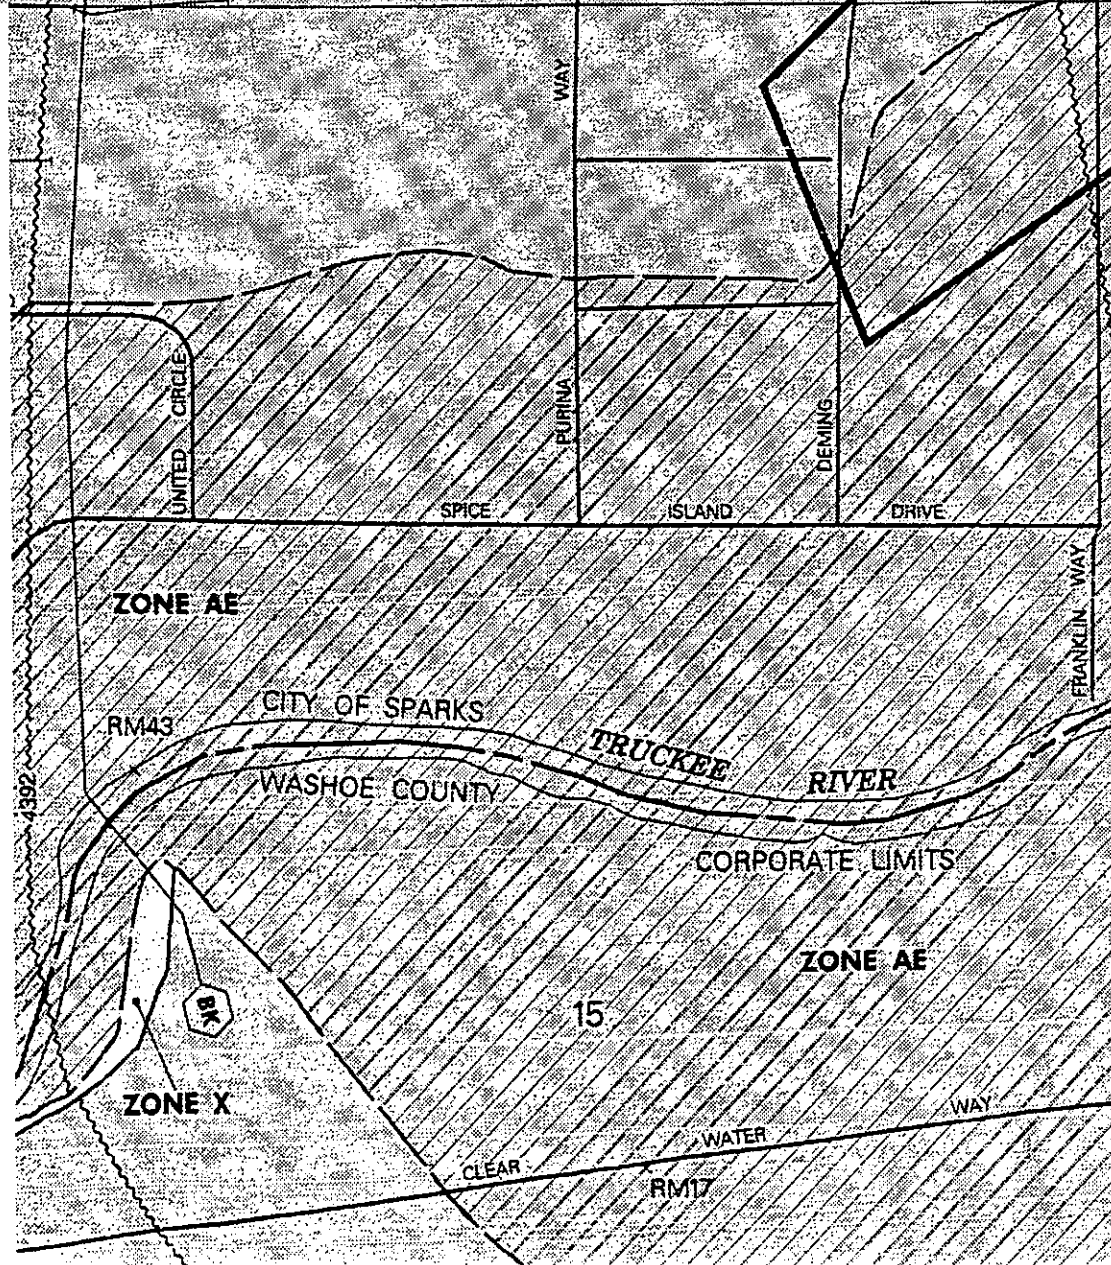 WAY
UNITED CIRCLE
PURINA
DEMING
SPICE ISLAND DRIVE
FRANKLIN WAY
ZONE AE
CITY OF SPARKS
RM43
TRUCKEE RIVER
WASHOE COUNTY
4392
CORPORATE LIMITS
ZONE AE
BK
15
ZONE X
CLEAR WATER WAY
RM17